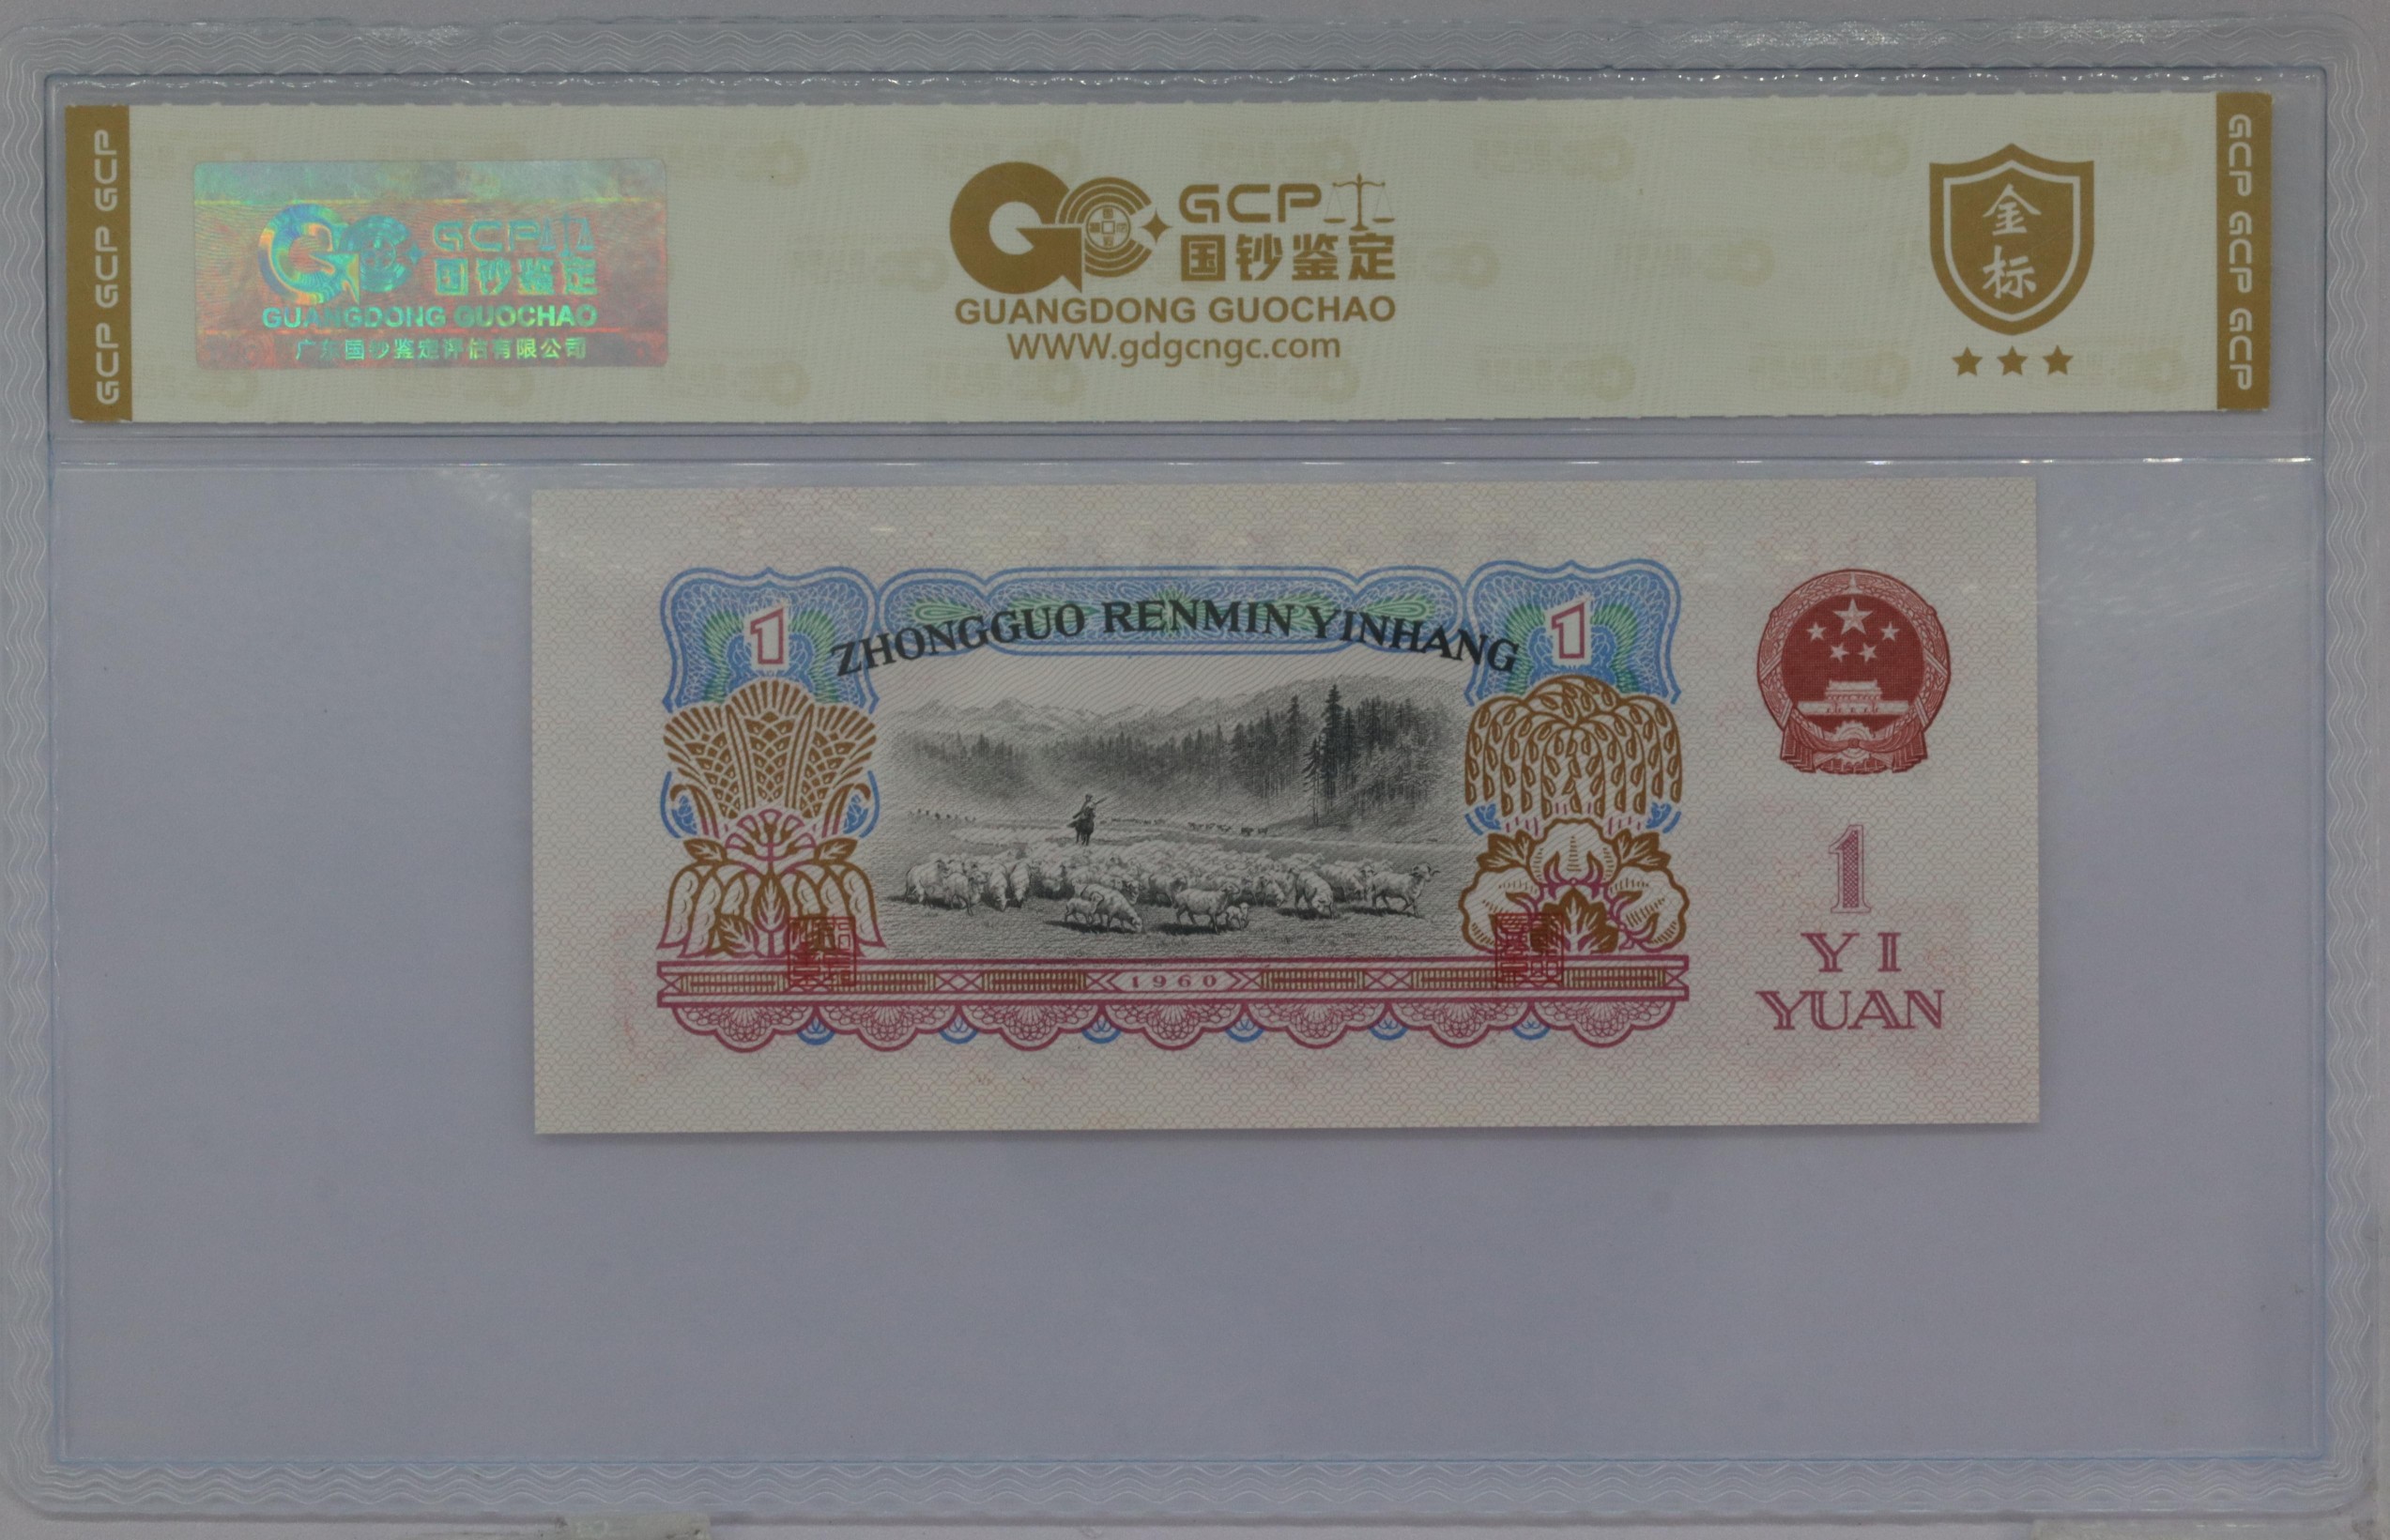 GCP GCP GCP
GCP
国钞鉴定
GUANGDONG GUOCHAO
广东国钞鉴定评估有限公司
GCP
国钞鉴定
GUANGDONG GUOCHAO
WWW.gdgcngc.com
金
标
GCP GCP GCP
1
ZHONGGUO RENMIN YINHANG
1
1
YI
YUAN
1960